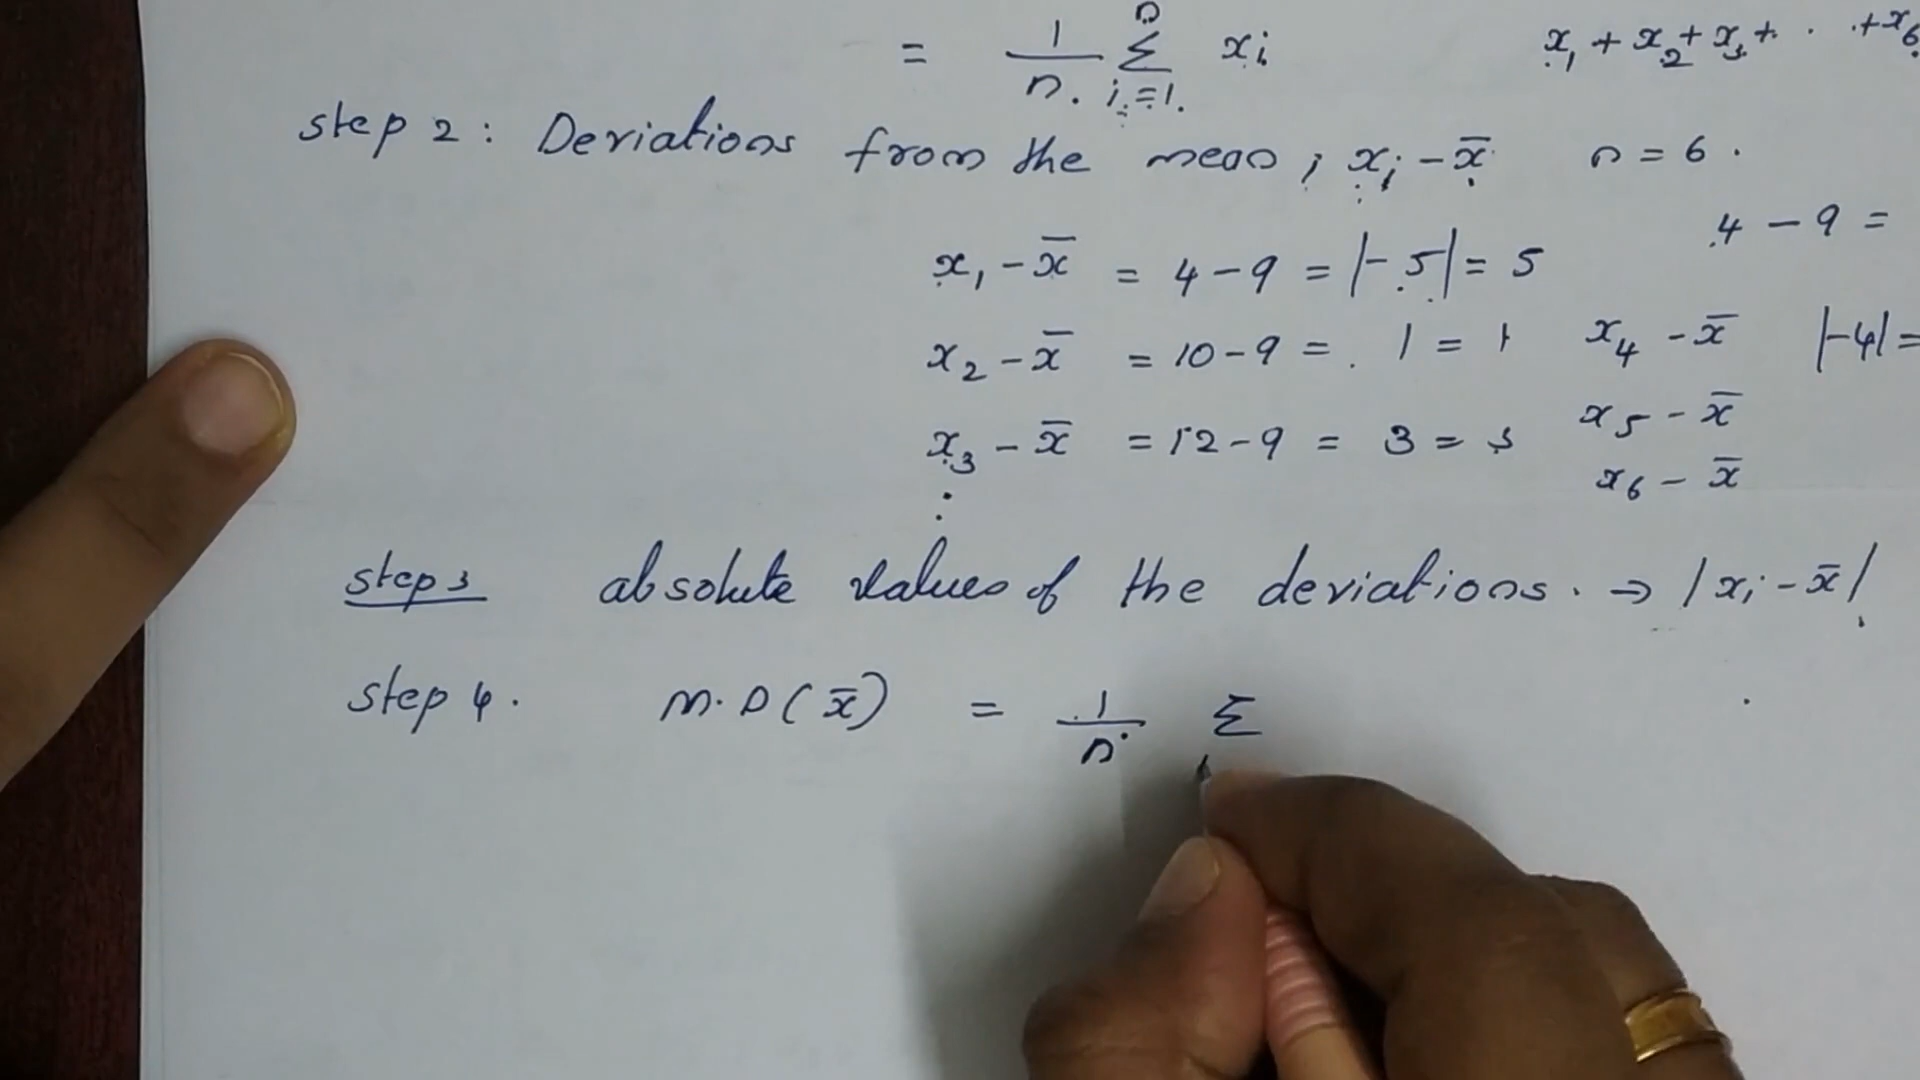 = 1/n. Σ i=1. n xi x1 + x2 + x3 + . . + x6
step 2 : Deviations from the mean ; xi - x̄ n = 6 .
4 - 9 =
x1 - x̄ = 4 - 9 = |-5| = 5
x2 - x̄ = 10 - 9 = . 1 = 1 x4 - x̄ |-4| =
x3 - x̄ = 12 - 9 = 3 = 3 x5 - x̄
x6 - x̄
:
step 3 absolute values of the deviations . → |xi - x̄|
step 4 . M.D(x̄) = 1/n Σ